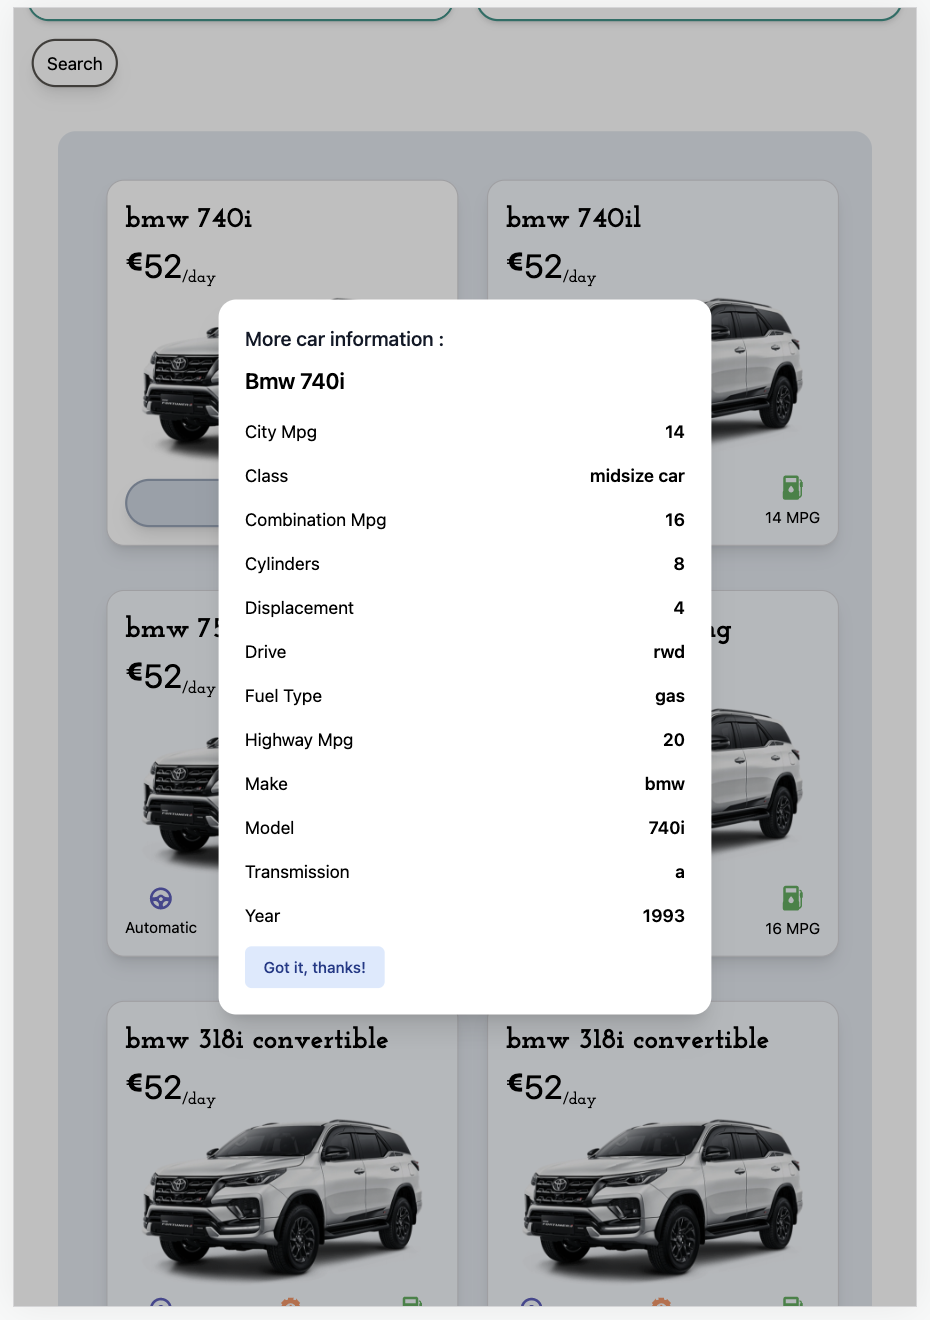 Search
bmw 740i
€52/day
bmw 740il
€52/day
14 MPG
More car information :
Bmw 740i
City Mpg 14
Class midsize car
Combination Mpg 16
Cylinders 8
Displacement 4
Drive rwd
Fuel Type gas
Highway Mpg 20
Make bmw
Model 740i
Transmission a
Year 1993
Got it, thanks!
bmw 75
€52/day
Automatic
ng
16 MPG
bmw 318i convertible
€52/day
bmw 318i convertible
€52/day